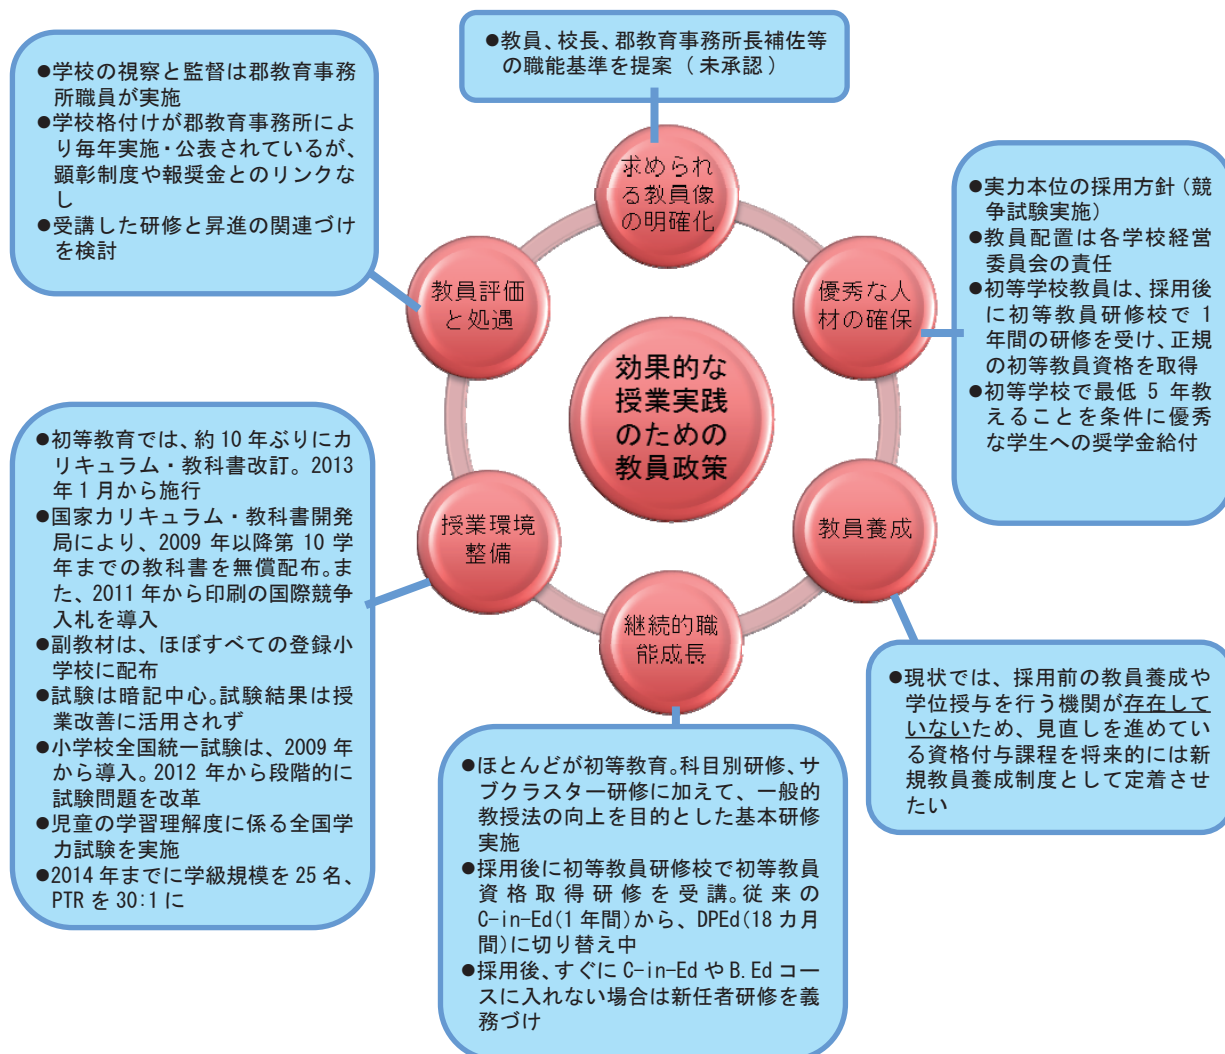 ●教員、校長、郡教育事務所長補佐等
の職能基準を提案（未承認）
●学校の視察と監督は郡教育事務
所職員が実施
●学校格付けが郡教育事務所によ
り毎年実施・公表されているが、
顕彰制度や報奨金とのリンクな
し
●受講した研修と昇進の関連づけ
を検討
求められ
る教員像
の明確化
●実力本位の採用方針（競
争試験実施）
●教員配置は各学校経営
委員会の責任
●初等学校教員は、採用後
に初等教員研修校で 1
年間の研修を受け、正規
の初等教員資格を取得
●初等学校で最低 5 年教
えることを条件に優秀
な学生への奨学金給付
教員評価
と処遇
優秀な人
材の確保
効果的な
授業実践
のための
教員政策
●初等教育では、約 10 年ぶりにカ
リキュラム・教科書改訂。2013
年 1 月から施行
●国家カリキュラム・教科書開発
局により、2009 年以降第 10 学
年までの教科書を無償配布。ま
た、2011 年から印刷の国際競争
入札を導入
●副教材は、ほぼすべての登録小
学校に配布
●試験は暗記中心。試験結果は授
業改善に活用されず
●小学校全国統一試験は、2009 年
から導入。2012 年から段階的に
試験問題を改革
●児童の学習理解度に係る全国学
力試験を実施
●2014 年までに学級規模を 25 名、
PTR を 30:1 に
授業環境
整備
教員養成
継続的職
能成長
●現状では、採用前の教員養成や
学位授与を行う機関が存在して
いないため、見直しを進めてい
る資格付与課程を将来的には新
規教員養成制度として定着させ
たい
●ほとんどが初等教育。科目別研修、サ
ブクラスター研修に加えて、一般的
教授法の向上を目的とした基本研修
実施
●採用後に初等教員研修校で初等教員
資格取得研修を受講。従来の
C-in-Ed(1 年間)から、DPEd(18 カ月
間)に切り替え中
●採用後、すぐに C-in-Ed や B.Ed コー
スに入れない場合は新任者研修を義
務づけ